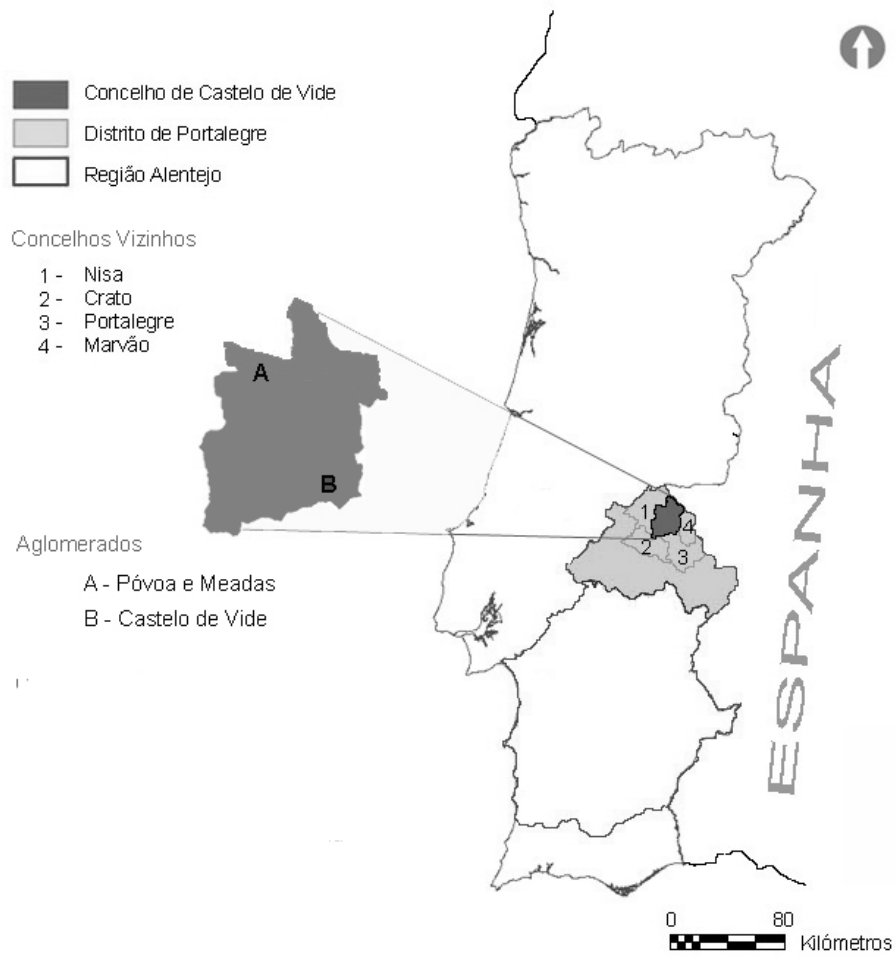 Concelho de Castelo de Vide
Distrito de Portalegre
Região Alentejo
Concelhos Vizinhos
1 - Nisa
2 - Crato
3 - Portalegre
4 - Marvão
A
B
Aglomerados
A - Póvoa e Meadas
B - Castelo de Vide
1
4
2
3
ESPANHA
0 80
Kilómetros